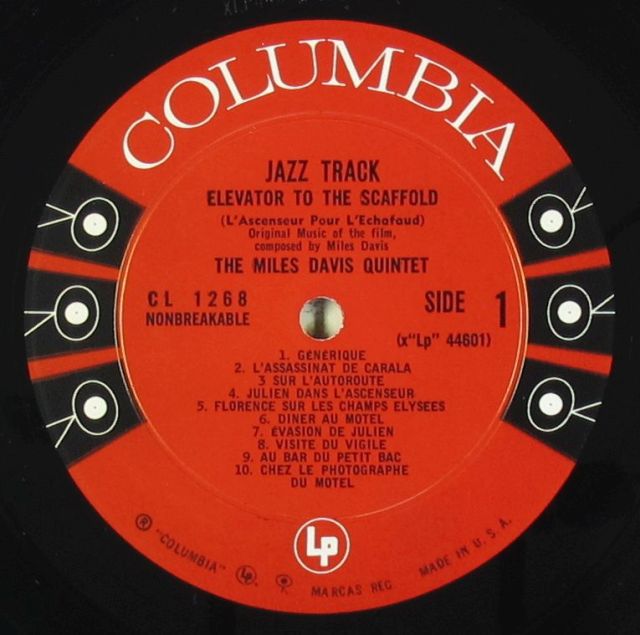 COLUMBIA
JAZZ TRACK
ELEVATOR TO THE SCAFFOLD
(L'Ascenseur Pour L'Echafaud)
Original Music of the film,
composed by Miles Davis
THE MILES DAVIS QUINTET
CL 1268
NONBREAKABLE
SIDE 1
(x"Lp" 44601)
1. GÉNÉRIQUE
2. L'ASSASSINAT DE CARALA
3 SUR L'AUTOROUTE
4. JULIEN DANS L'ASCENSEUR
5. FLORENCE SUR LES CHAMPS ELYSÉES
6. DINER AU MOTEL
7. ÉVASION DE JULIEN
8. VISITE DU VIGILE
9. AU BAR DU PETIT BAC
10. CHEZ LE PHOTOGRAPHE
DU MOTEL
Lp
® "COLUMBIA" Lp MARCAS REG. MADE IN U.S.A.